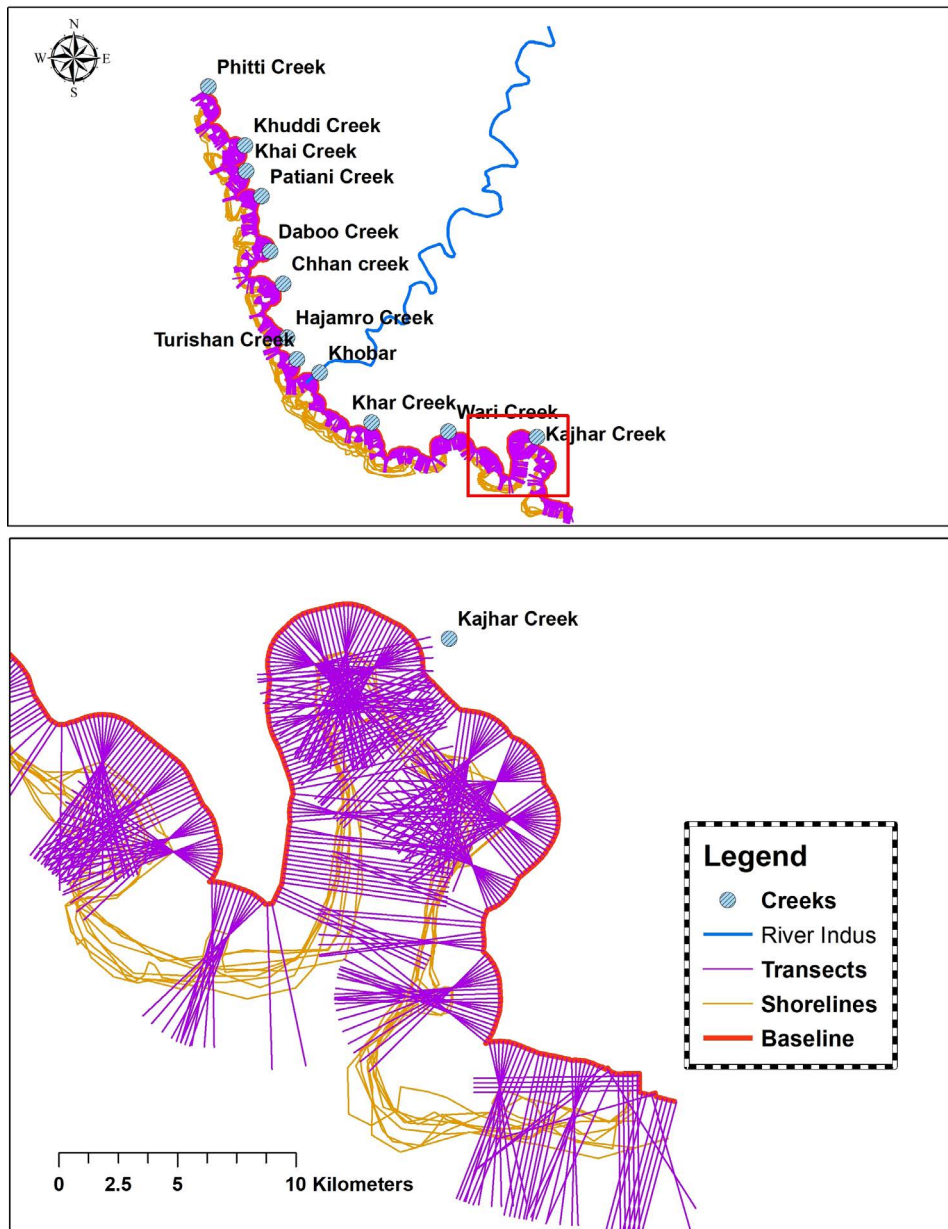 N
W E
S
Phitti Creek
Khuddi Creek
Khai Creek
Patiani Creek
Daboo Creek
Chhan creek
Hajamro Creek
Turishan Creek
Khobar
Khar Creek
Wari Creek
Kajhar Creek
Kajhar Creek
Legend
Creeks
River Indus
Transects
Shorelines
Baseline
0 2.5 5 10 Kilometers